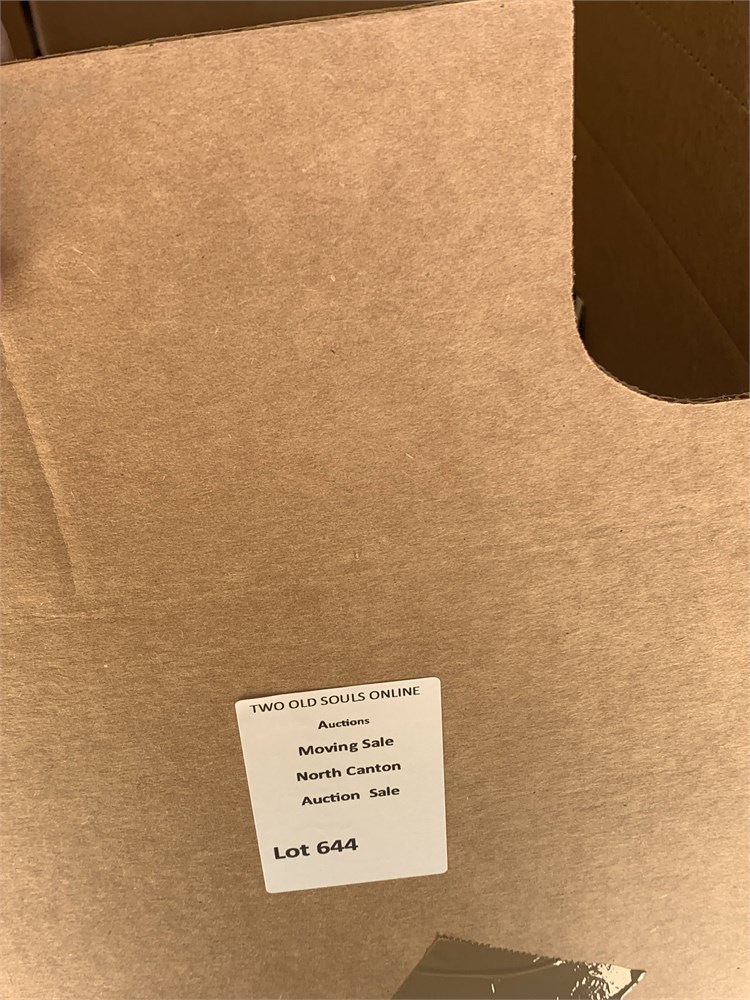 TWO OLD SOULS ONLINE
Auctions
Moving Sale
North Canton
Auction Sale
Lot 644